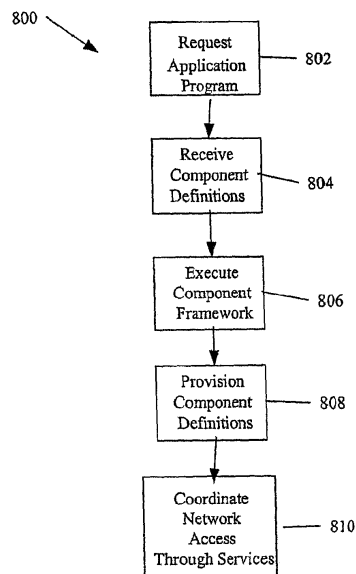 800
Request
Application
Program
802
Receive
Component
Definitions
804
Execute
Component
Framework
806
Provision
Component
Definitions
808
Coordinate
Network
Access
Through Services
810